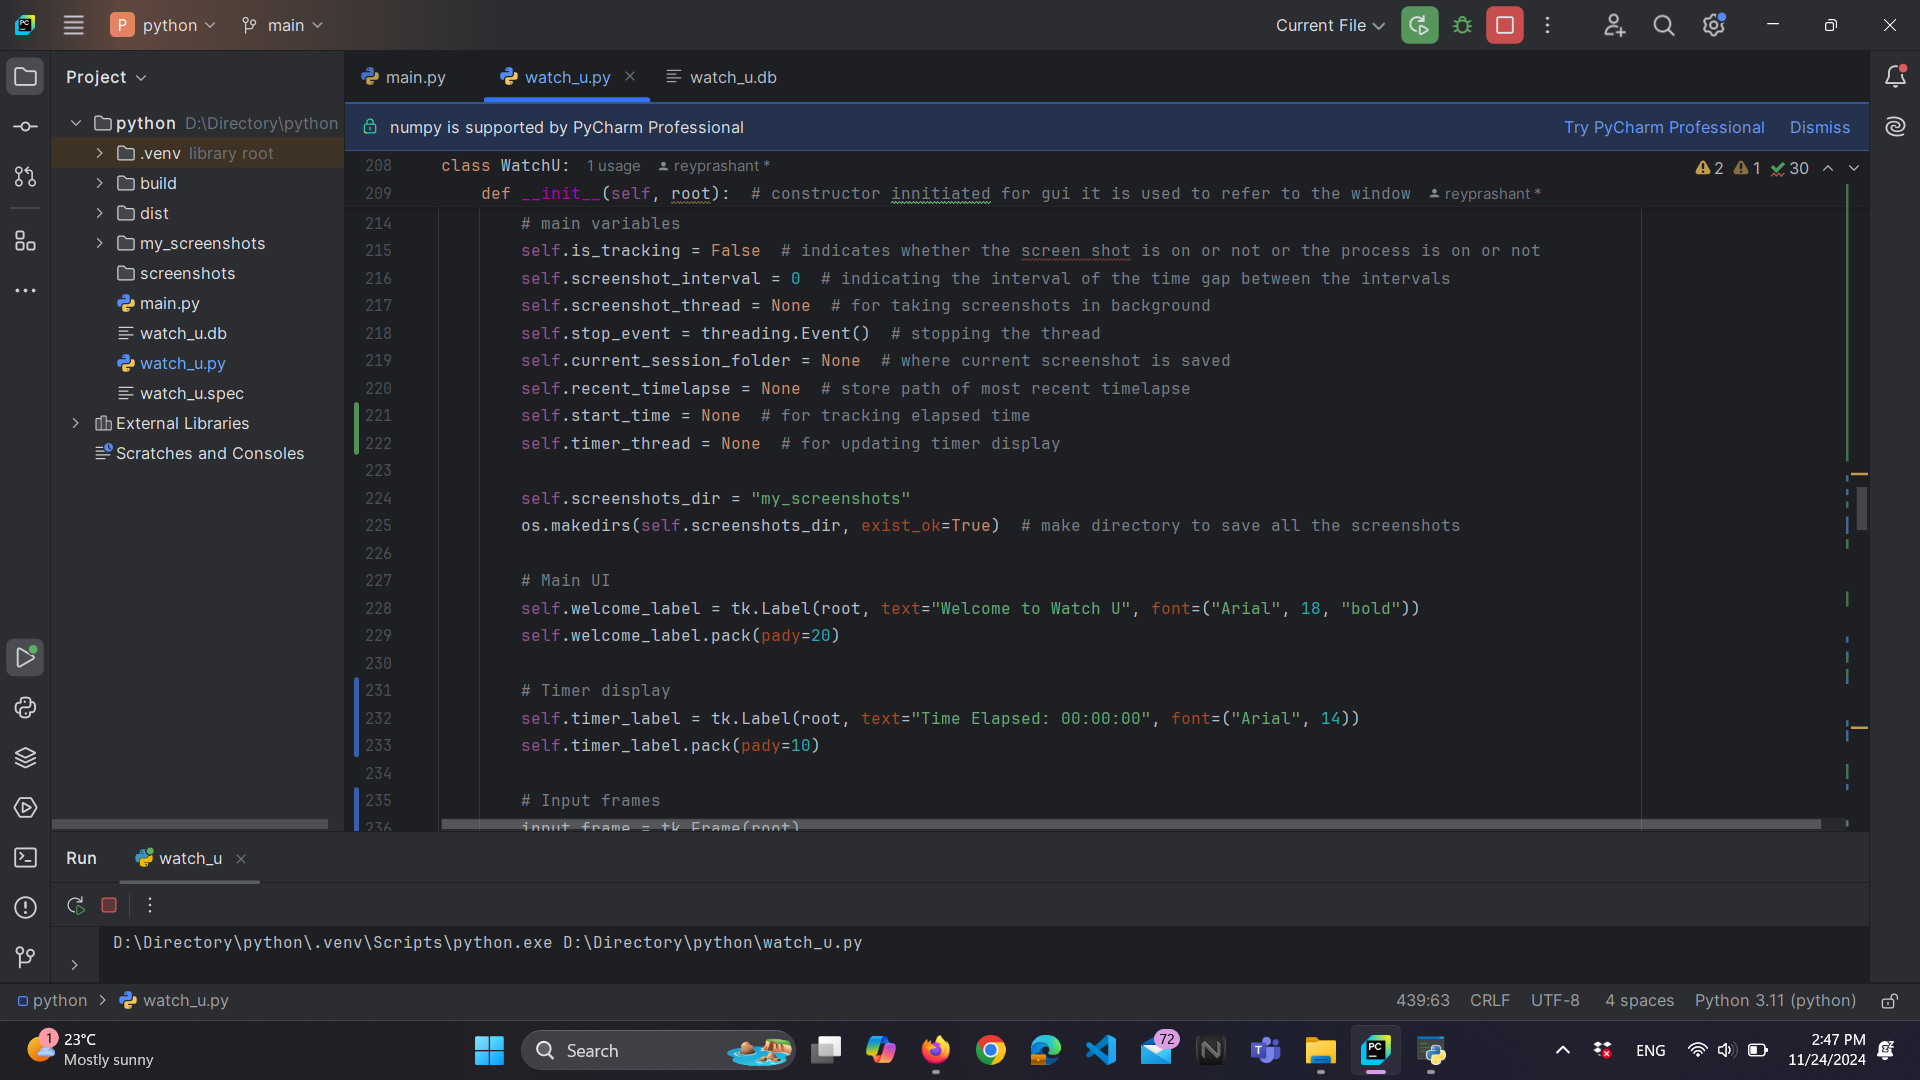 PC
P python
main
Current File
Project
main.py
watch_u.py
watch_u.db
python D:\Directory\python
.venv library root
build
dist
my_screenshots
screenshots
main.py
watch_u.db
watch_u.py
watch_u.spec
External Libraries
Scratches and Consoles
numpy is supported by PyCharm Professional
Try PyCharm Professional
Dismiss
2 1 30
208 class WatchU: 1 usage reyprashant *
209 def __init__(self, root): # constructor innitiated for gui it is used to refer to the window reyprashant *
214 # main variables
215 self.is_tracking = False # indicates whether the screen shot is on or not or the process is on or not
216 self.screenshot_interval = 0 # indicating the interval of the time gap between the intervals
217 self.screenshot_thread = None # for taking screenshots in background
218 self.stop_event = threading.Event() # stopping the thread
219 self.current_session_folder = None # where current screenshot is saved
220 self.recent_timelapse = None # store path of most recent timelapse
221 self.start_time = None # for tracking elapsed time
222 self.timer_thread = None # for updating timer display
223
224 self.screenshots_dir = "my_screenshots"
225 os.makedirs(self.screenshots_dir, exist_ok=True) # make directory to save all the screenshots
226
227 # Main UI
228 self.welcome_label = tk.Label(root, text="Welcome to Watch U", font=("Arial", 18, "bold"))
229 self.welcome_label.pack(pady=20)
230
231 # Timer display
232 self.timer_label = tk.Label(root, text="Time Elapsed: 00:00:00", font=("Arial", 14))
233 self.timer_label.pack(pady=10)
234
235 # Input frames
236 input_frame = tk.Frame(root)
Run
watch_u
D:\Directory\python\.venv\Scripts\python.exe D:\Directory\python\watch_u.py
python > watch_u.py
439:63 CRLF UTF-8 4 spaces Python 3.11 (python)
1
23°C
Mostly sunny
Search
72
N
T
PC
ENG
2:47 PM
11/24/2024